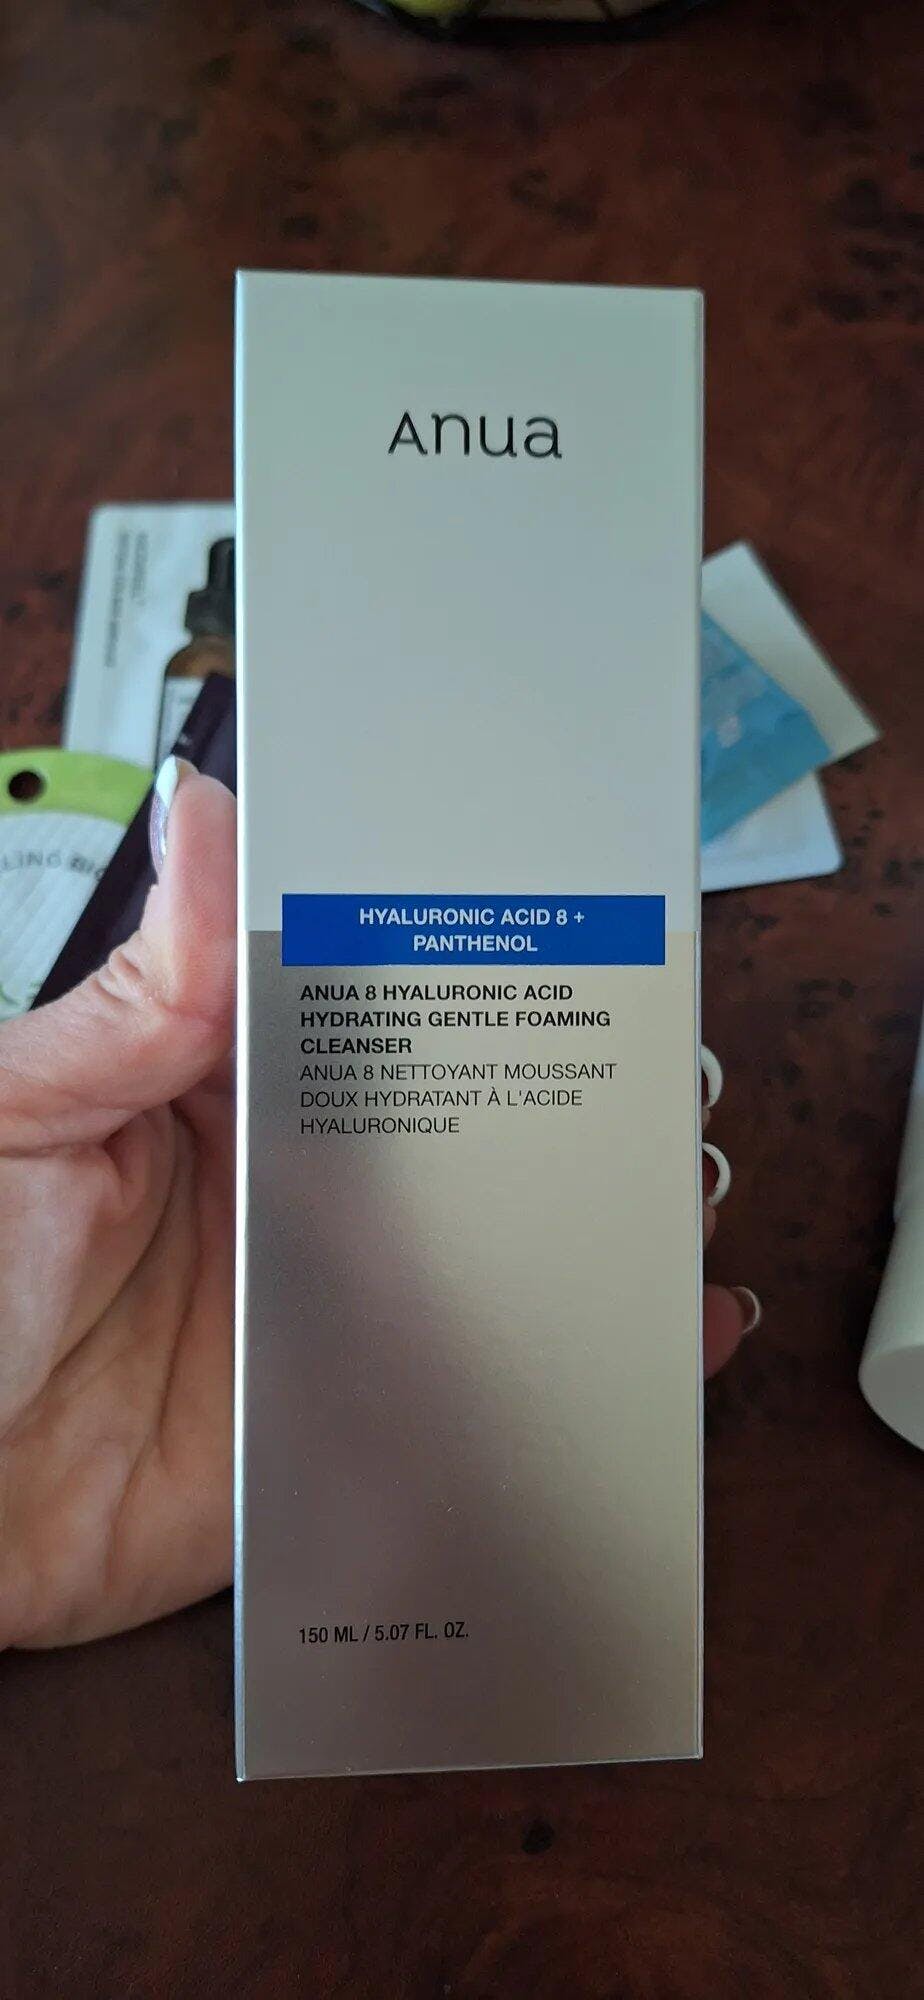 Anua
LING
HYALURONIC ACID 8 +
PANTHENOL
ANUA 8 HYALURONIC ACID
HYDRATING GENTLE FOAMING
CLEANSER
ANUA 8 NETTOYANT MOUSSANT
DOUX HYDRATANT À L'ACIDE
HYALURONIQUE
150 ML / 5.07 FL. OZ.